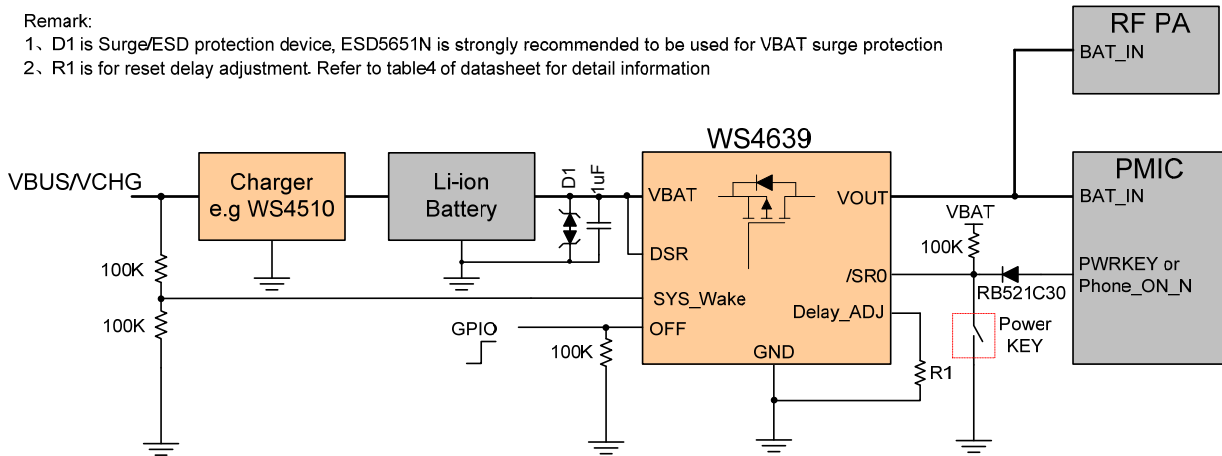 Remark:
1、D1 is Surge/ESD protection device, ESD5651N is strongly recommended to be used for VBAT surge protection
2、R1 is for reset delay adjustment. Refer to table4 of datasheet for detail information
RF PA
BAT_IN
WS4639
PMIC
VBUS/VCHG
Charger
e.g WS4510
Li-ion
Battery
D1
1uF
VBAT
VOUT
BAT_IN
VBAT
100K
DSR
/SR0
RB521C30
PWRKEY or
Phone_ON_N
100K
SYS_Wake
Delay_ADJ
100K
GPIO
OFF
100K
GND
R1
Power
KEY